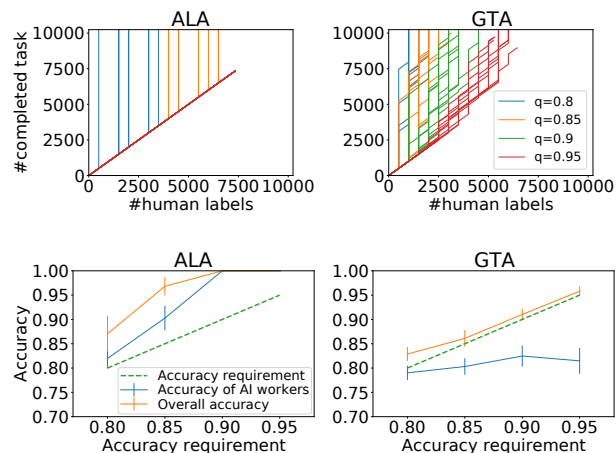 ALA
GTA
#completed task
10000
7500
5000
2500
0
0 2500 5000 7500 10000
#human labels
10000
7500
5000
2500
0
q=0.8
q=0.85
q=0.9
q=0.95
0 2500 5000 7500 10000
#human labels
ALA
GTA
Accuracy
1.00
0.95
0.90
0.85
0.80
0.75
0.70
Accuracy requirement
Accuracy of AI workers
Overall accuracy
0.80 0.85 0.90 0.95
Accuracy requirement
1.00
0.95
0.90
0.85
0.80
0.75
0.70
0.80 0.85 0.90 0.95
Accuracy requirement